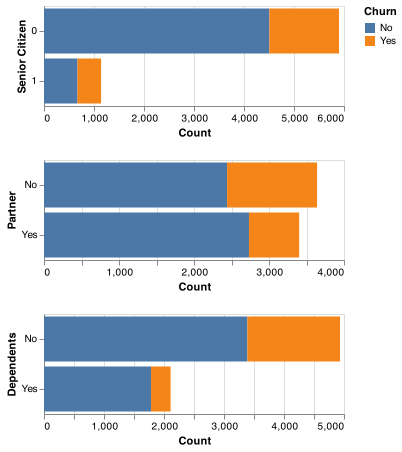 Churn
No
Yes
Senior Citizen
0
1
0 1,000 2,000 3,000 4,000 5,000 6,000
Count
Partner
No
Yes
0 1,000 2,000 3,000 4,000
Count
Dependents
No
Yes
0 1,000 2,000 3,000 4,000 5,000
Count